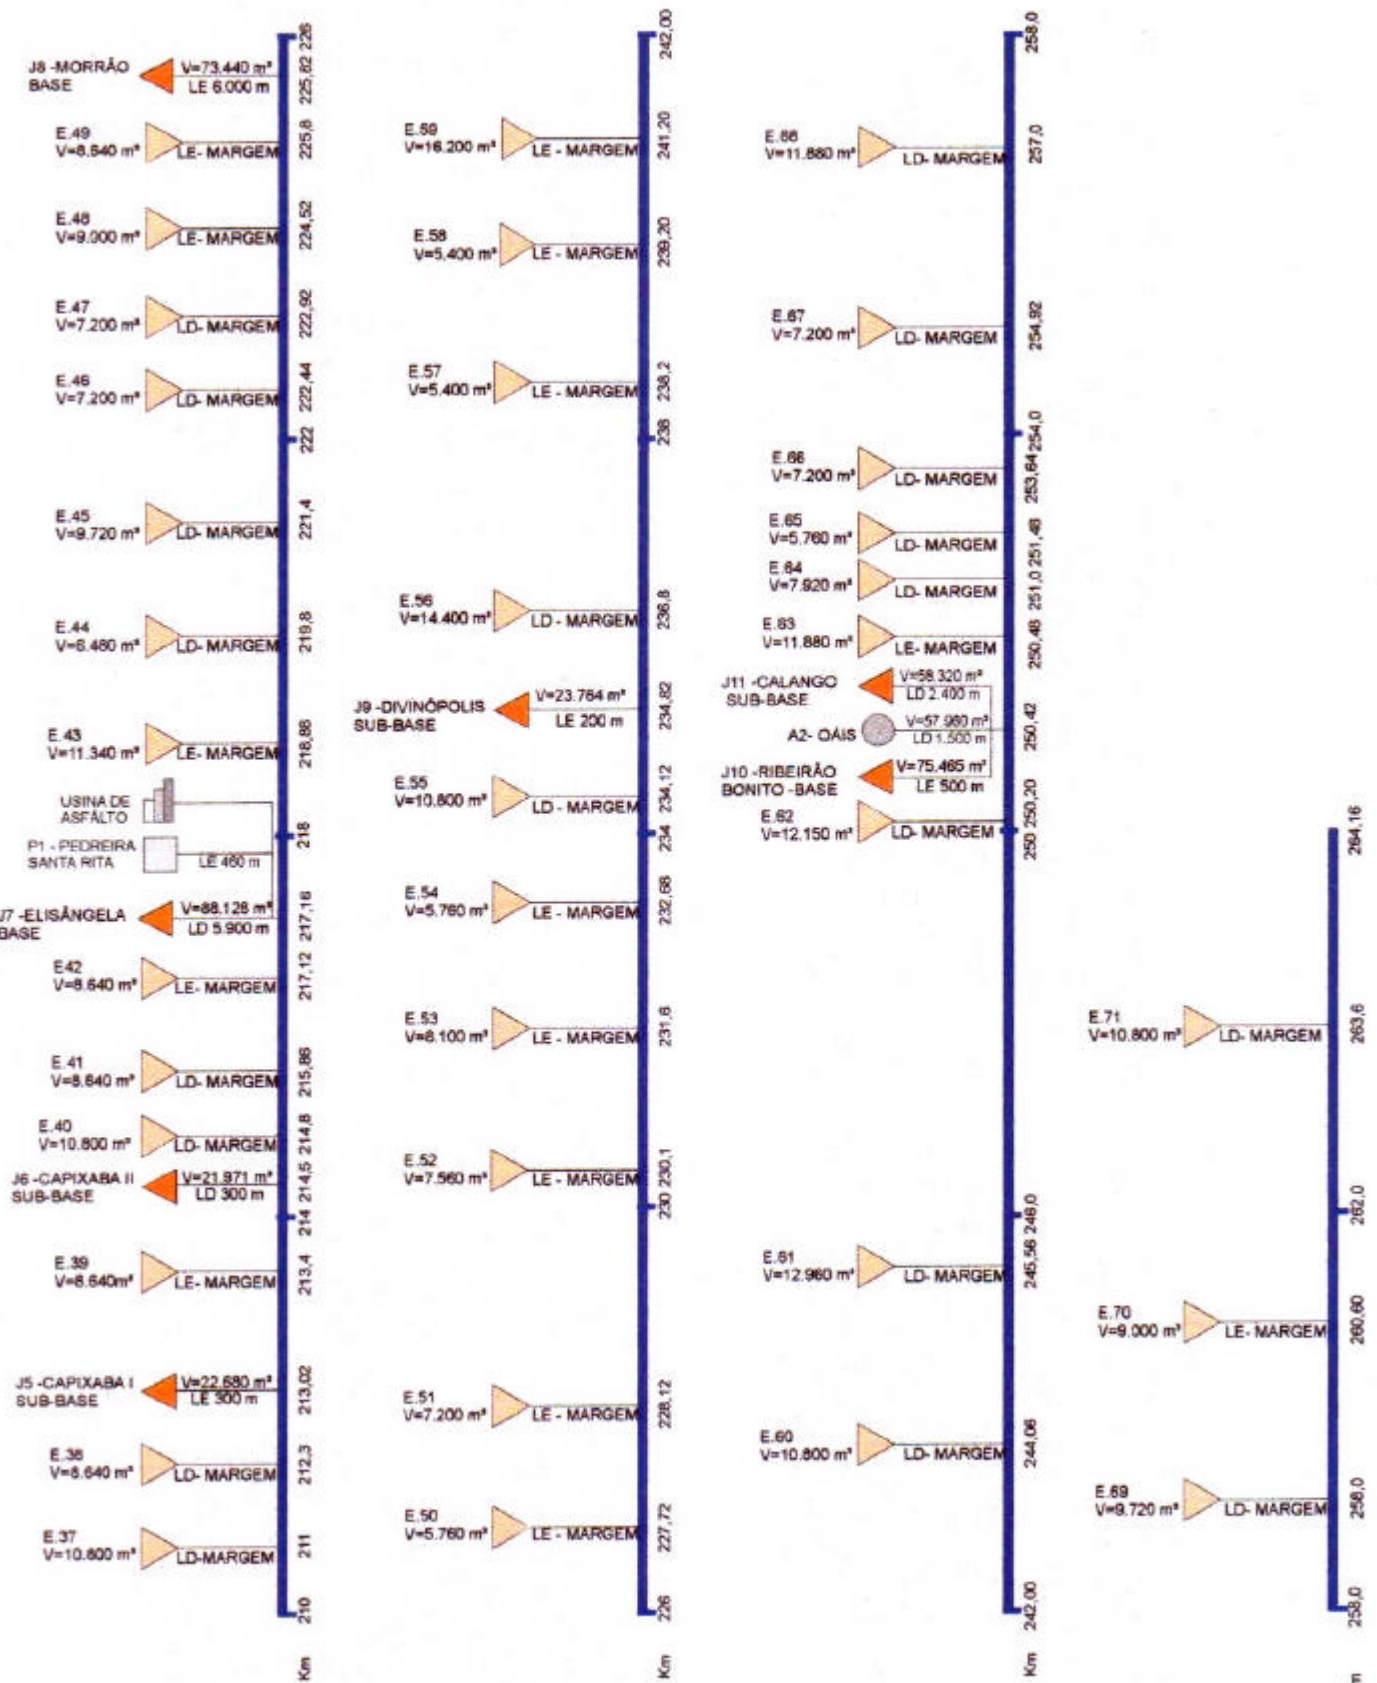 226
J8 -MORRÃO
BASE
V=73.440 m³
LE 6.000 m
225,82
E.49
V=8.640 m³
LE- MARGEM
225,8
E.48
V=9.000 m³
LE- MARGEM
224,52
E.47
V=7.200 m³
LD- MARGEM
222,92
E.46
V=7.200 m³
LD- MARGEM
222,44
222
E.45
V=9.720 m³
LD- MARGEM
221,4
E.44
V=6.480 m³
LD- MARGEM
219,8
E.43
V=11.340 m³
LE- MARGEM
218,88
USINA DE
ASFALTO
218
P1 - PEDREIRA
SANTA RITA
LE 460 m
J7 -ELISÂNGELA
BASE
V=88.128 m³
LD 5.900 m
217,16
E42
V=8.640 m³
LE- MARGEM
217,12
E.41
V=8.640 m³
LD- MARGEM
215,86
E.40
V=10.800 m³
LD- MARGEM
214,8
J6 -CAPIXABA II
SUB-BASE
V=21.971 m³
LD 300 m
214,5
214
E.39
V=8.640m³
LE- MARGEM
213,4
J5 -CAPIXABA I
SUB-BASE
V=22.680 m³
LE 300 m
213,02
E.38
V=8.640 m³
LD- MARGEM
212,3
E.37
V=10.800 m³
LD-MARGEM
211
210
Km
242,00
E.59
V=16.200 m³
LE - MARGEM
241,20
E.58
V=5.400 m³
LE - MARGEM
239,20
E.57
V=5.400 m³
LE - MARGEM
238,2
238
E.56
V=14.400 m³
LD - MARGEM
236,8
J9 -DIVINÓPOLIS
SUB-BASE
V=23.764 m³
LE 200 m
234,82
E.55
V=10.800 m³
LD - MARGEM
234,12
234
E.54
V=5.760 m³
LE - MARGEM
232,68
E.53
V=8.100 m³
LE - MARGEM
231,6
E.52
V=7.560 m³
LE - MARGEM
230,1
230
E.51
V=7.200 m³
LE - MARGEM
228,12
E.50
V=5.760 m³
LE - MARGEM
227,72
226
Km
258,0
E.68
V=11.880 m³
LD- MARGEM
257,0
E.67
V=7.200 m³
LD- MARGEM
254,92
254,0
E.66
V=7.200 m³
LD- MARGEM
253,64
E.65
V=5.760 m³
LD- MARGEM
251,48
E.64
V=7.920 m³
LD- MARGEM
251,0
E.63
V=11.880 m³
LE- MARGEM
250,48
J11 -CALANGO
SUB-BASE
V=58.320 m³
LD 2.400 m
A2- OÁIS
V=57.960 m³
LD 1.500 m
250,42
J10 -RIBEIRÃO
BONITO -BASE
V=75.465 m³
LE 500 m
E.62
V=12.150 m³
LD- MARGEM
250,20
250
246,0
E.61
V=12.960 m³
LD- MARGEM
245,56
E.60
V=10.800 m³
LD- MARGEM
244,06
242,00
Km
264,16
E.71
V=10.800 m³
LD- MARGEM
263,6
262,0
E.70
V=9.000 m³
LE- MARGEM
260,60
E.69
V=9.720 m³
LD- MARGEM
258,0
258,0
m